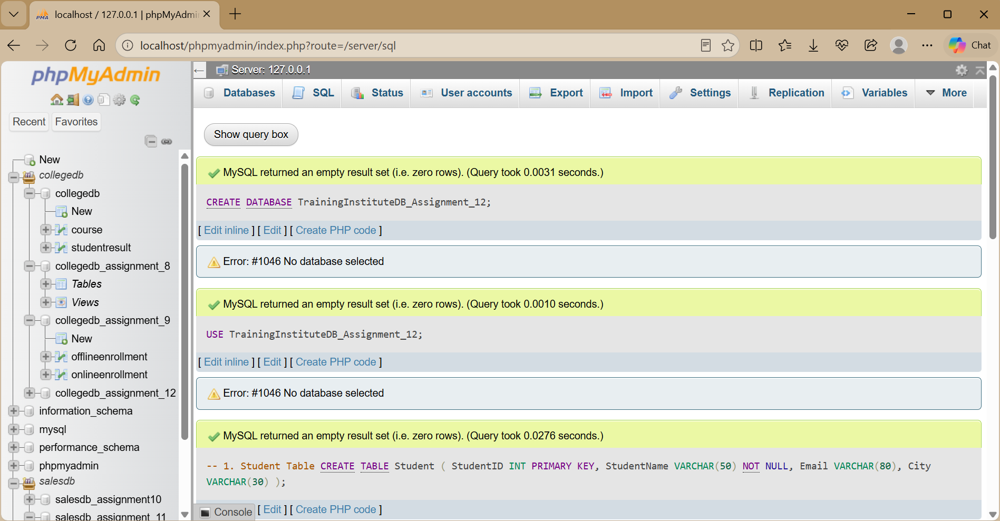 localhost / 127.0.0.1 | phpMyAdmi
localhost/phpmyadmin/index.php?route=/server/sql
Chat
phpMyAdmin
Recent
Favorites
New
collegedb
collegedb
New
course
studentresult
collegedb_assignment_8
Tables
Views
collegedb_assignment_9
New
offlineenrollment
onlineenrollment
collegedb_assignment_12
information_schema
mysql
performance_schema
phpmyadmin
salesdb
salesdb_assignment10
salesdb_assignment_11
Server: 127.0.0.1
Databases
SQL
Status
User accounts
Export
Import
Settings
Replication
Variables
More
Show query box
MySQL returned an empty result set (i.e. zero rows). (Query took 0.0031 seconds.)
CREATE DATABASE TrainingInstituteDB_Assignment_12;
[ Edit inline ] [ Edit ] [ Create PHP code ]
Error: #1046 No database selected
MySQL returned an empty result set (i.e. zero rows). (Query took 0.0010 seconds.)
USE TrainingInstituteDB_Assignment_12;
[ Edit inline ] [ Edit ] [ Create PHP code ]
Error: #1046 No database selected
MySQL returned an empty result set (i.e. zero rows). (Query took 0.0276 seconds.)
-- 1. Student Table CREATE TABLE Student ( StudentID INT PRIMARY KEY, StudentName VARCHAR(50) NOT NULL, Email VARCHAR(80), City
VARCHAR(30) );
Console
[ Edit ] [ Create PHP code ]